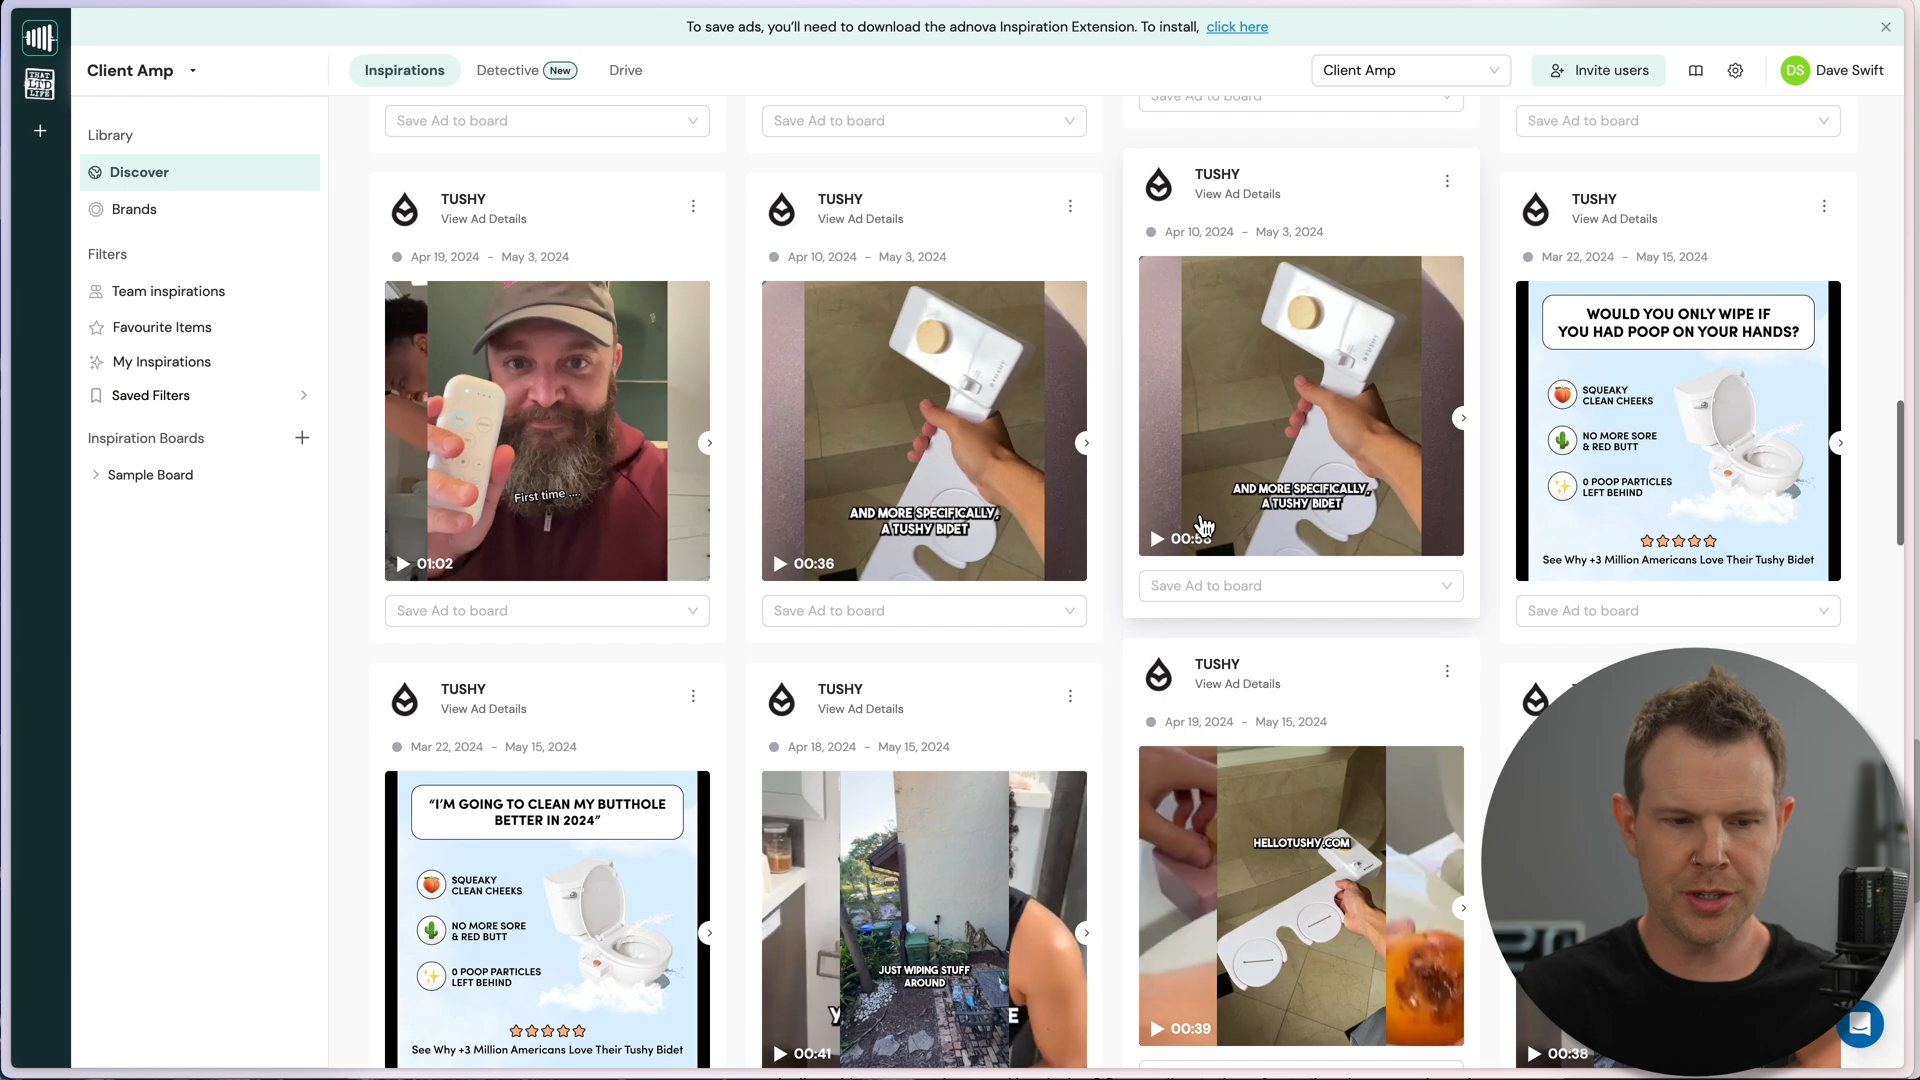 To save ads, you'll need to download the adnova Inspiration Extension. To install, click here
THAT LTD LIFE
Client Amp
Inspirations
Detective New
Drive
Client Amp
Invite users
DS Dave Swift
Library
Discover
Brands
Filters
Team inspirations
Favourite Items
My Inspirations
Saved Filters
Inspiration Boards
Sample Board
Save Ad to board
Save Ad to board
Save Ad to board
Save Ad to board
TUSHY
View Ad Details
Apr 19, 2024 - May 3, 2024
First time ....
01:02
Save Ad to board
TUSHY
View Ad Details
Apr 10, 2024 - May 3, 2024
TUSHY
AND MORE SPECIFICALLY,
A TUSHY BIDET
00:36
Save Ad to board
TUSHY
View Ad Details
Apr 10, 2024 - May 3, 2024
TUSHY
AND MORE SPECIFICALLY,
A TUSHY BIDET
Save Ad to board
TUSHY
View Ad Details
Mar 22, 2024 - May 15, 2024
WOULD YOU ONLY WIPE IF
YOU HAD POOP ON YOUR HANDS?
SQUEAKY
CLEAN CHEEKS
NO MORE SORE
& RED BUTT
0 POOP PARTICLES
LEFT BEHIND
See Why +3 Million Americans Love Their Tushy Bidet
Save Ad to board
TUSHY
View Ad Details
Mar 22, 2024 - May 15, 2024
"I'M GOING TO CLEAN MY BUTTHOLE
BETTER IN 2024"
SQUEAKY
CLEAN CHEEKS
NO MORE SORE
& RED BUTT
0 POOP PARTICLES
LEFT BEHIND
See Why +3 Million Americans Love Their Tushy Bidet
TUSHY
View Ad Details
Apr 18, 2024 - May 15, 2024
JUST WIPING STUFF
AROUND
00:41
TUSHY
View Ad Details
Apr 19, 2024 - May 15, 2024
HELLOTUSHY.COM
00:39
00:38